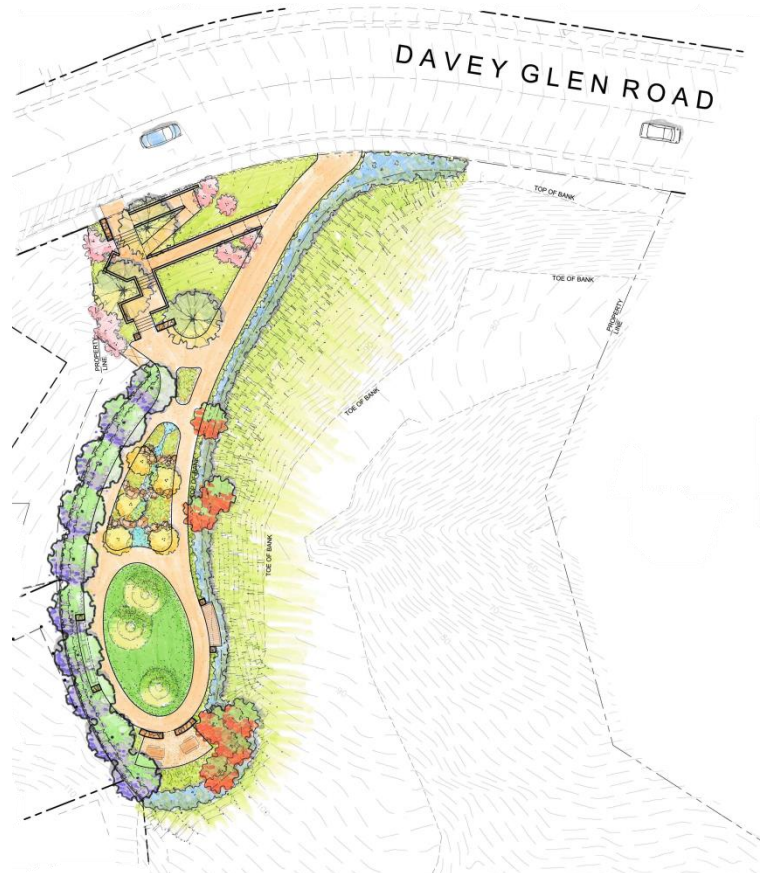 DAVEY GLEN ROAD
TOP OF BANK
TOE OF BANK
PROPERTY
LINE
PROPERTY
LINE
TOE OF BANK
TOE OF BANK